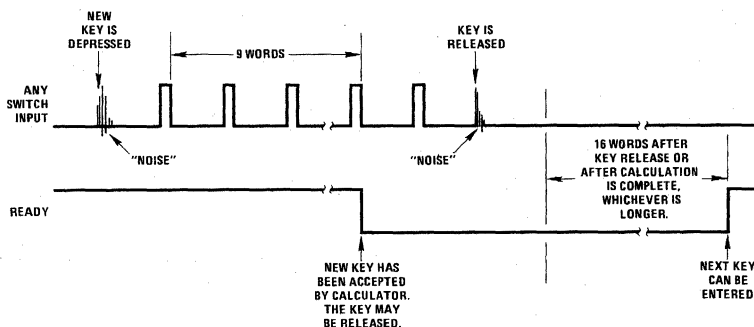 NEW
KEY IS
DEPRESSED
9 WORDS
KEY IS
RELEASED
ANY
SWITCH
INPUT
"NOISE"
"NOISE"
16 WORDS AFTER
KEY RELEASE OR
AFTER CALCULATION
IS COMPLETE,
WHICHEVER IS
LONGER.
READY
NEW KEY HAS
BEEN ACCEPTED
BY CALCULATOR.
THE KEY MAY
BE RELEASED.
NEXT KEY
CAN BE
ENTERED